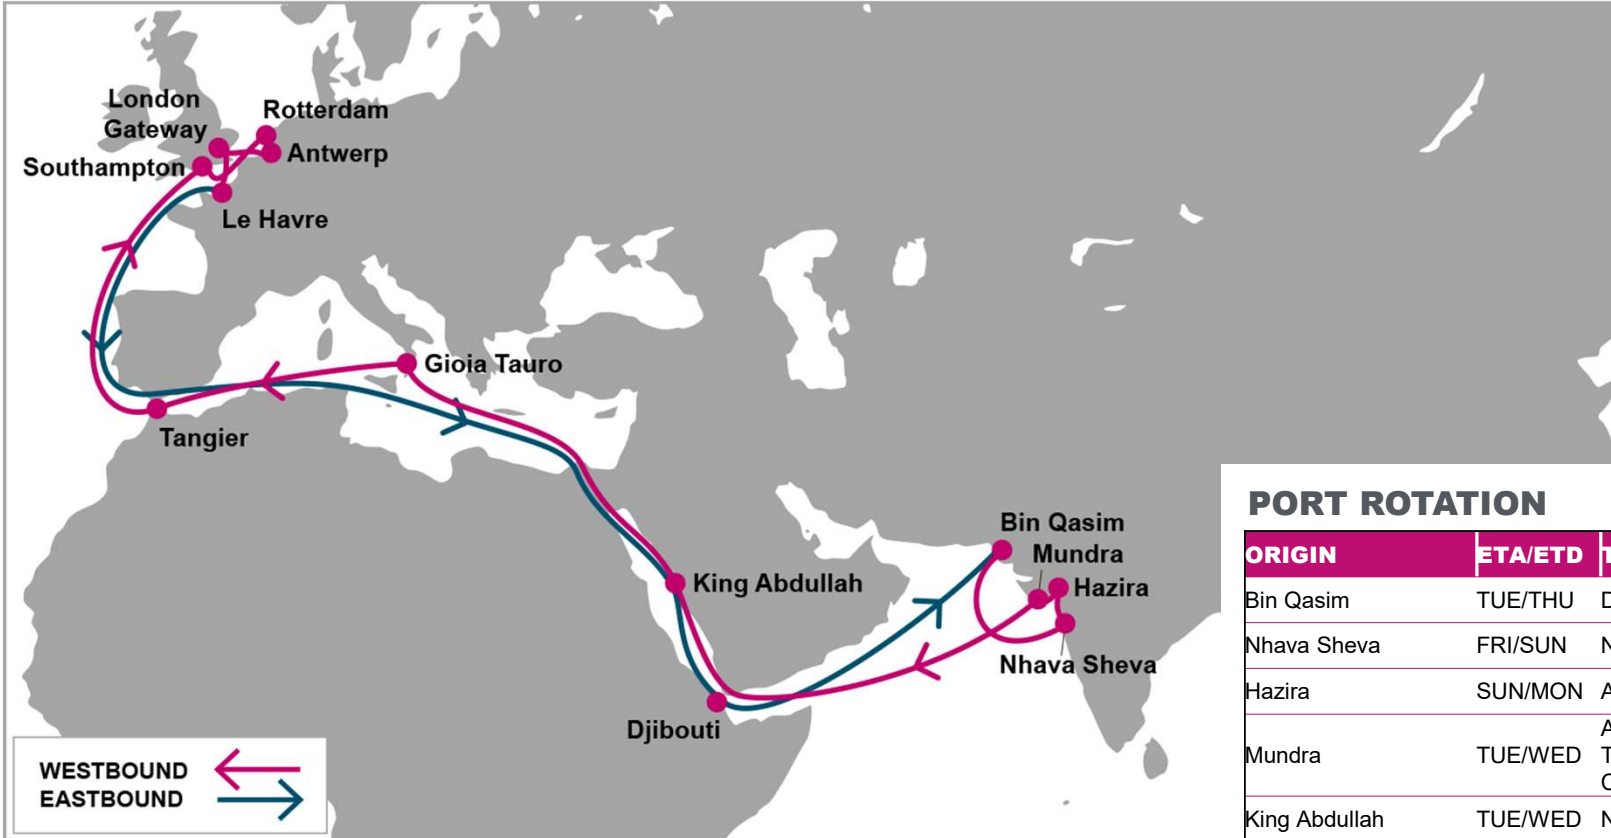 London
Gateway
Rotterdam
Antwerp
Southampton
Le Havre
Gioia Tauro
Tangier
King Abdullah
Djibouti
Bin Qasim
Mundra
Hazira
Nhava Sheva
WESTBOUND
EASTBOUND
PORT ROTATION
ORIGIN ETA/ETD
Bin Qasim TUE/THU
Nhava Sheva FRI/SUN
Hazira SUN/MON
Mundra TUE/WED
King Abdullah TUE/WED